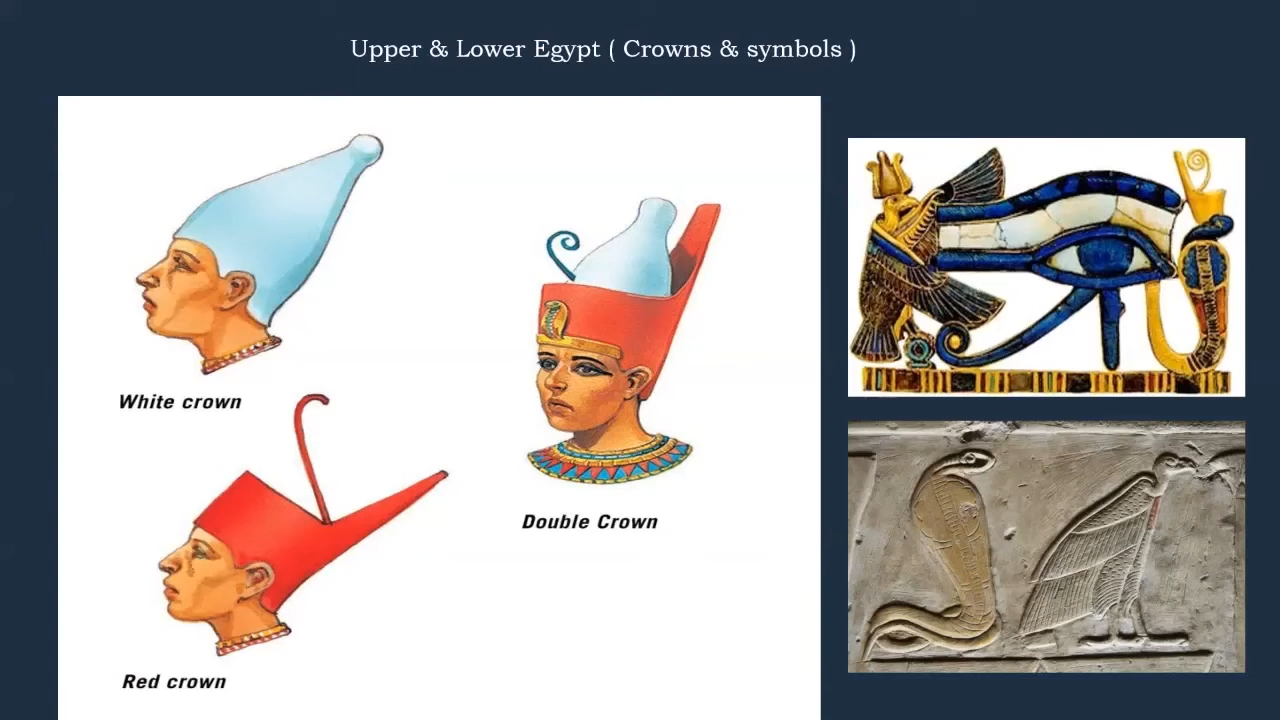 Upper & Lower Egypt ( Crowns & symbols )
White crown
Double Crown
Red crown